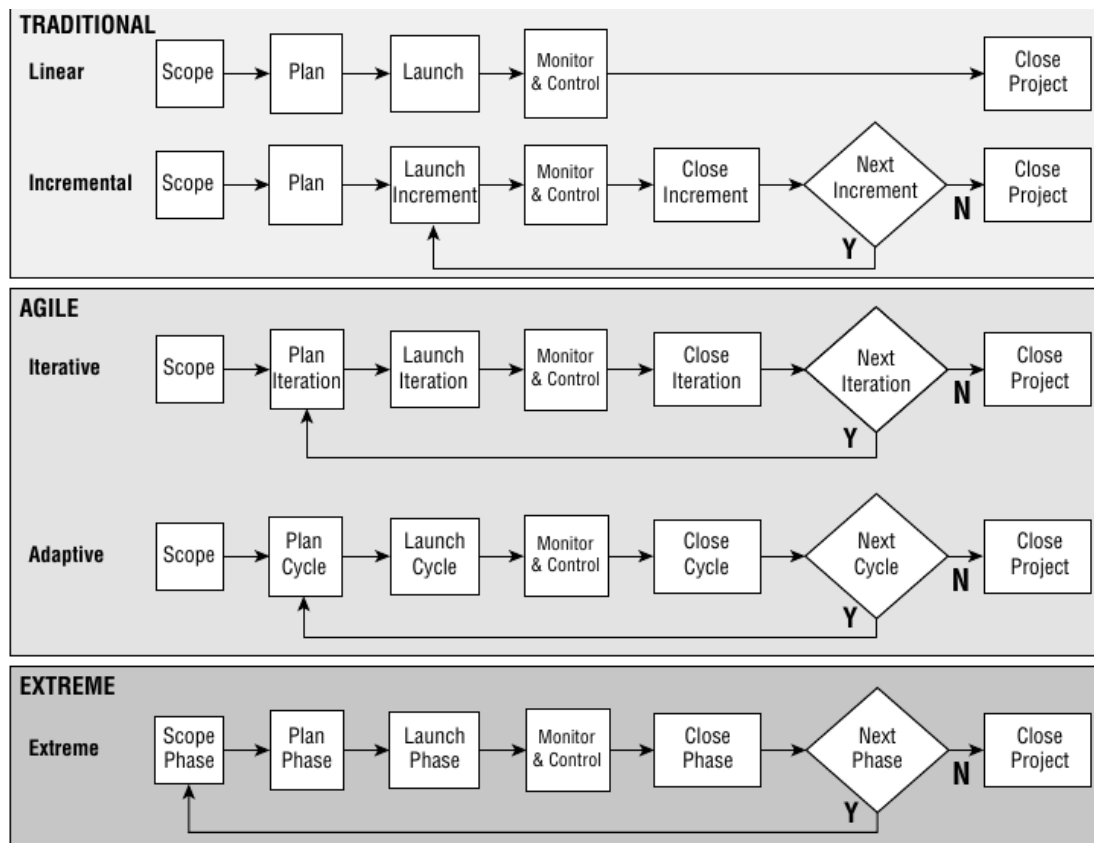 TRADITIONAL
Linear
Scope
Plan
Launch
Monitor
& Control
Close
Project
Incremental
Scope
Plan
Launch
Increment
Monitor
& Control
Close
Increment
Next
Increment
Y
N
Close
Project
AGILE
Iterative
Scope
Plan
Iteration
Launch
Iteration
Monitor
& Control
Close
Iteration
Next
Iteration
Y
N
Close
Project
Adaptive
Scope
Plan
Cycle
Launch
Cycle
Monitor
& Control
Close
Cycle
Next
Cycle
Y
N
Close
Project
EXTREME
Extreme
Scope
Phase
Plan
Phase
Launch
Phase
Monitor
& Control
Close
Phase
Next
Phase
Y
N
Close
Project